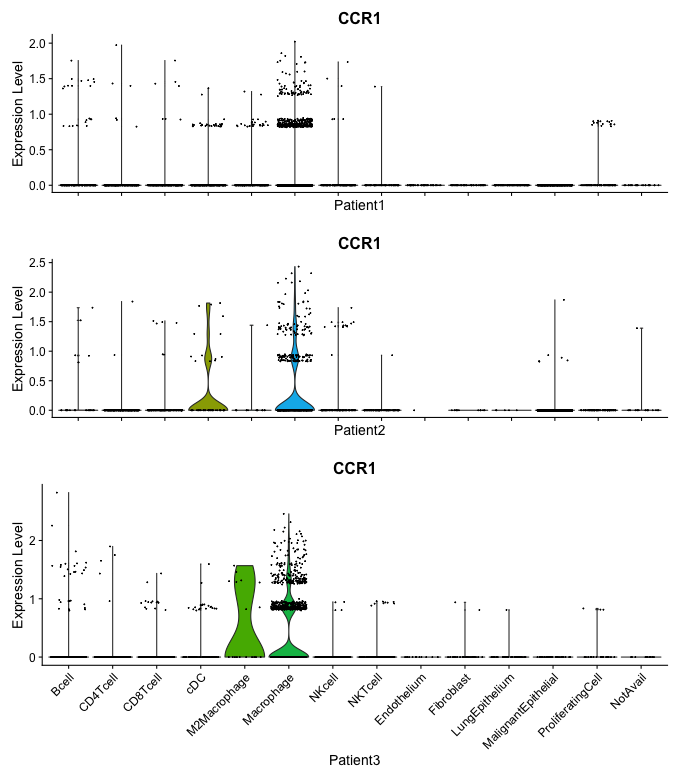 CCR1
Expression Level
2.0
1.5
1.0
0.5
0.0
Patient1
CCR1
Expression Level
2.5
2.0
1.5
1.0
0.5
0.0
Patient2
CCR1
Expression Level
2
1
0
Bcell
CD4Tcell
CD8Tcell
cDC
M2Macrophage
Macrophage
NKcell
NKTcell
Endothelium
Fibroblast
LungEpithelium
MalignantEpithelial
ProliferatingCell
NotAvail
Patient3